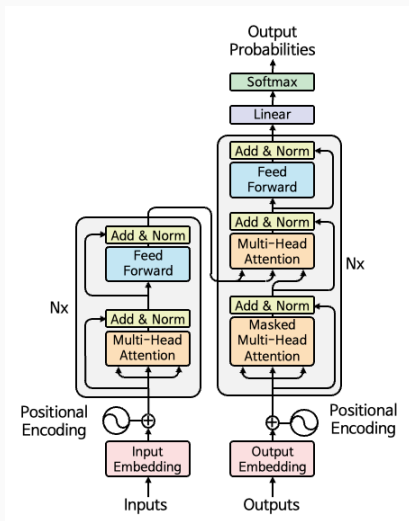 Output
Probabilities
Softmax
Linear
Add & Norm
Feed
Forward
Add & Norm
Multi-Head
Attention
Nx
Add & Norm
Masked
Multi-Head
Attention
Add & Norm
Feed
Forward
Nx
Add & Norm
Multi-Head
Attention
Positional
Encoding
Positional
Encoding
Input
Embedding
Output
Embedding
Inputs
Outputs